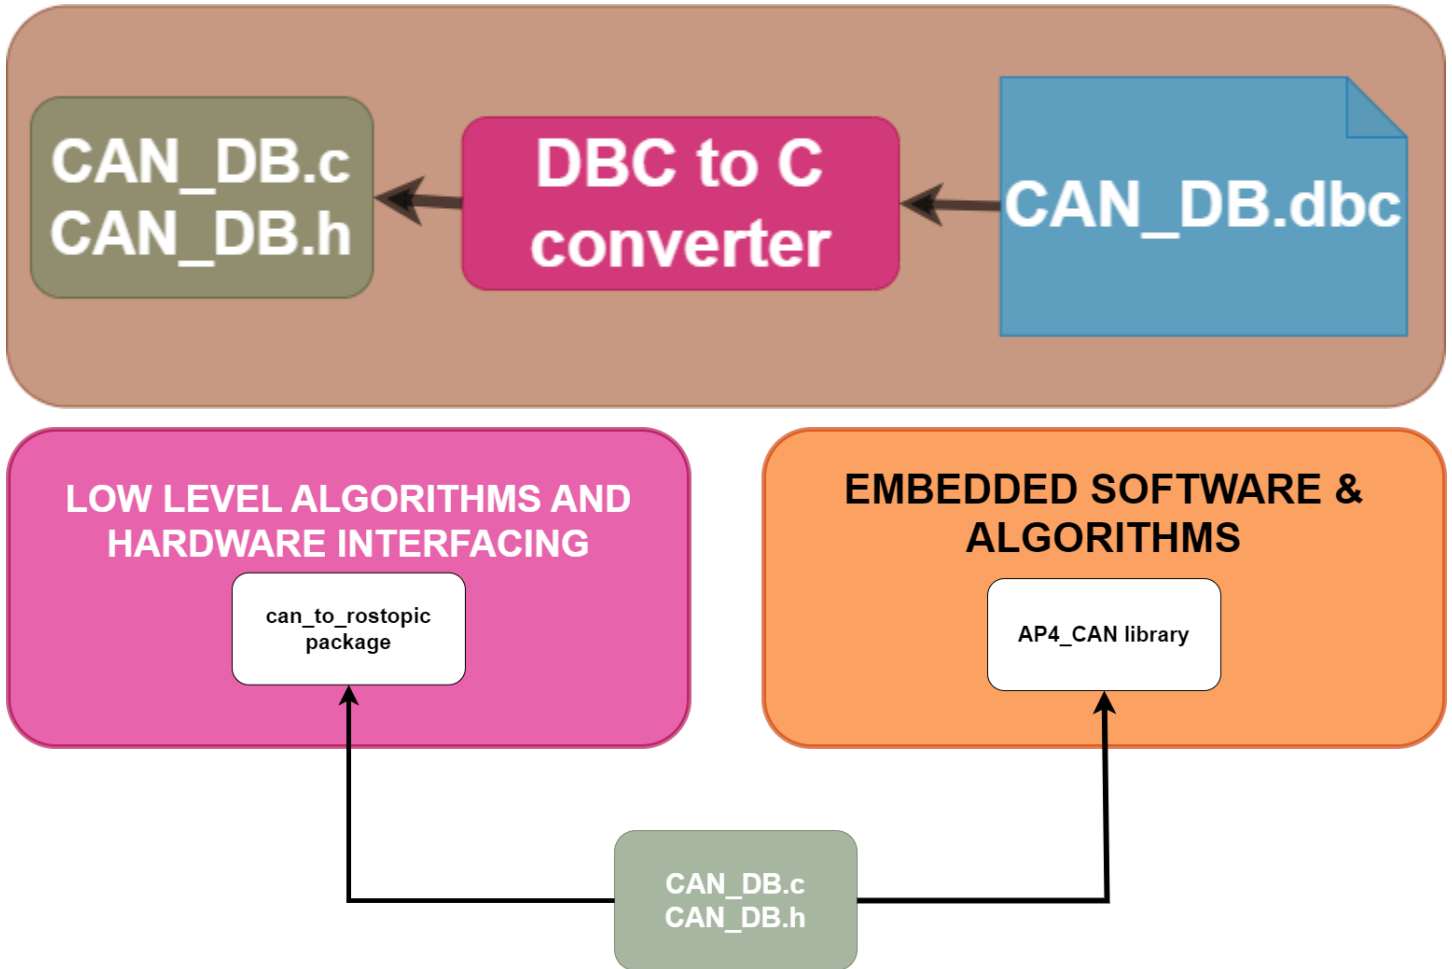 CAN_DB.c
CAN_DB.h
DBC to C
converter
CAN_DB.dbc
LOW LEVEL ALGORITHMS AND
HARDWARE INTERFACING
can_to_rostopic
package
EMBEDDED SOFTWARE &
ALGORITHMS
AP4_CAN library
CAN_DB.c
CAN_DB.h